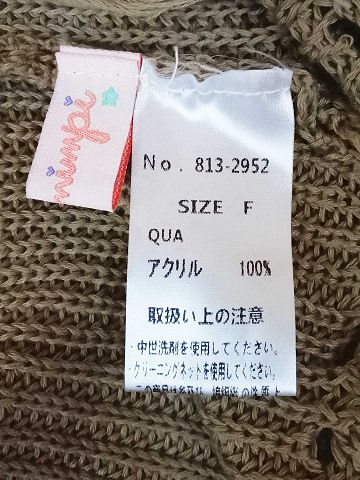 No. 813-2952
SIZE F
QUA
アクリル 100%
取扱い上の注意
・中世洗剤を使用してください。
・クリーニングネットを使用してください。